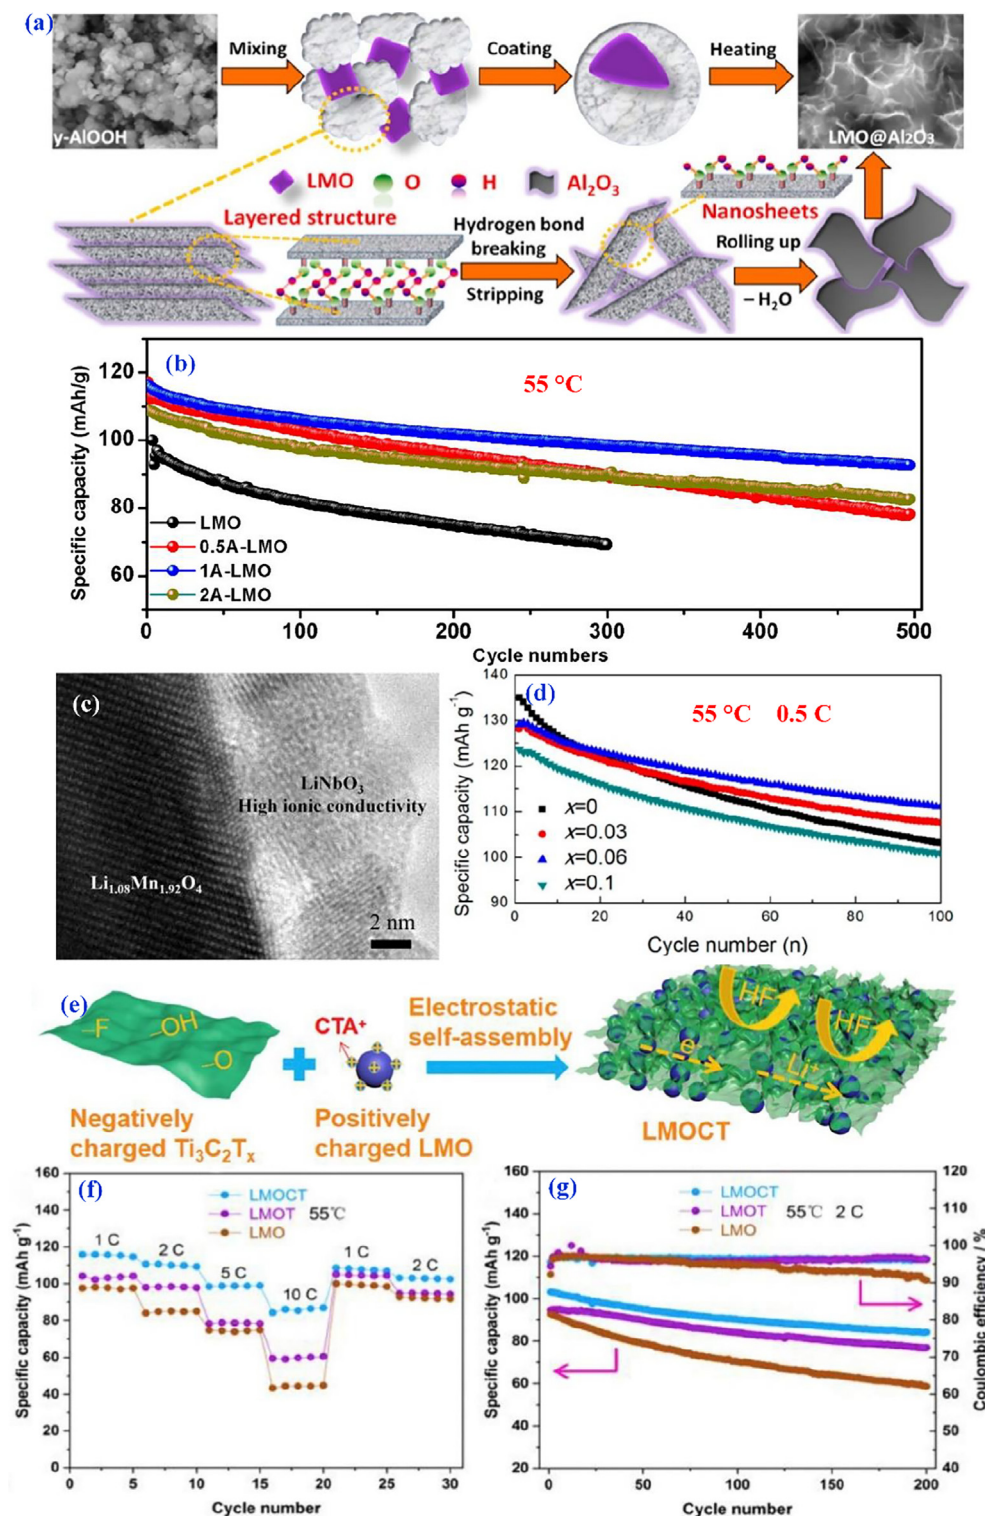 (a)
Mixing
Coating
Heating
y-AlOOH
LMO@Al₂O₃
LMO
O
H
Al₂O₃
Layered structure
Hydrogen bond
breaking
Stripping
Nanosheets
Rolling up
– H₂O
(b)
55 °C
Specific capacity (mAh/g)
120
100
80
60
LMO
0.5A-LMO
1A-LMO
2A-LMO
0
100
200
300
400
500
Cycle numbers
(c)
LiNbO₃
High ionic conductivity
Li₁.₀₈Mn₁.₉₂O₄
2 nm
(d)
55 °C 0.5 C
Specific capacity (mAh g⁻¹)
140
130
120
110
100
90
x=0
x=0.03
x=0.06
x=0.1
0
20
40
60
80
100
Cycle number (n)
(e)
–F
–OH
–O
CTA⁺
Electrostatic
self-assembly
HF
HF
e⁻
Li⁺
Negatively
charged Ti₃C₂Tₓ
Positively
charged LMO
LMOCT
(f)
Specific capacity (mAh g⁻¹)
160
140
120
100
80
60
40
20
0
LMOCT
LMOT 55℃
LMO
1 C
2 C
5 C
10 C
1 C
2 C
0
5
10
15
20
25
30
Cycle number
(g)
Specific capacity (mAh g⁻¹)
160
140
120
100
80
60
40
20
LMOCT
LMOT 55℃ 2 C
LMO
120
110
100
90
80
70
60
50
40
Coulombic efficiency / %
0
50
100
150
200
Cycle number